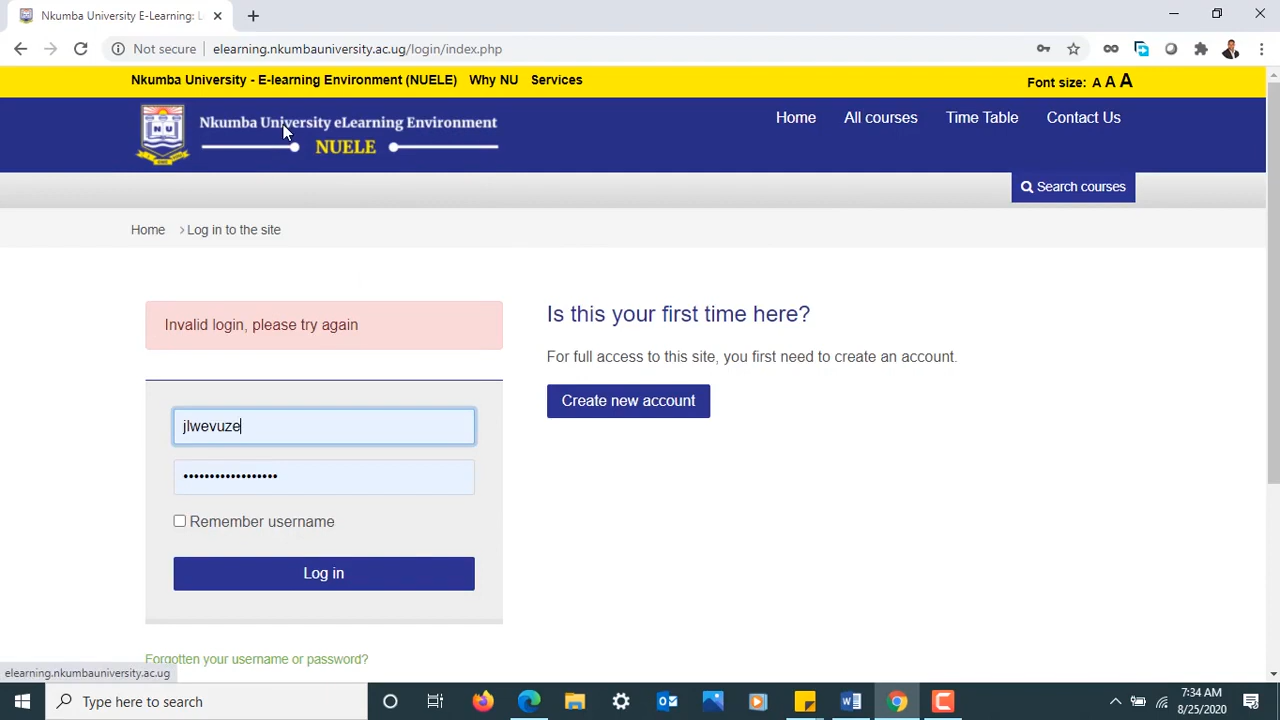 Nkumba University E-Learning: L
Not secure
elearning.nkumbauniversity.ac.ug/login/index.php
Nkumba University - E-learning Environment (NUELE) Why NU Services
Font size: A A A
Nkumba University eLearning Environment
NUELE
NU
Home All courses Time Table Contact Us
Search courses
Home > Log in to the site
Invalid login, please try again
Is this your first time here?
For full access to this site, you first need to create an account.
Create new account
jlwevuze
••••••••••••••••••
Remember username
Log in
Forgotten your username or password?
elearning.nkumbauniversity.ac.ug
Type here to search
7:34 AM
8/25/2020